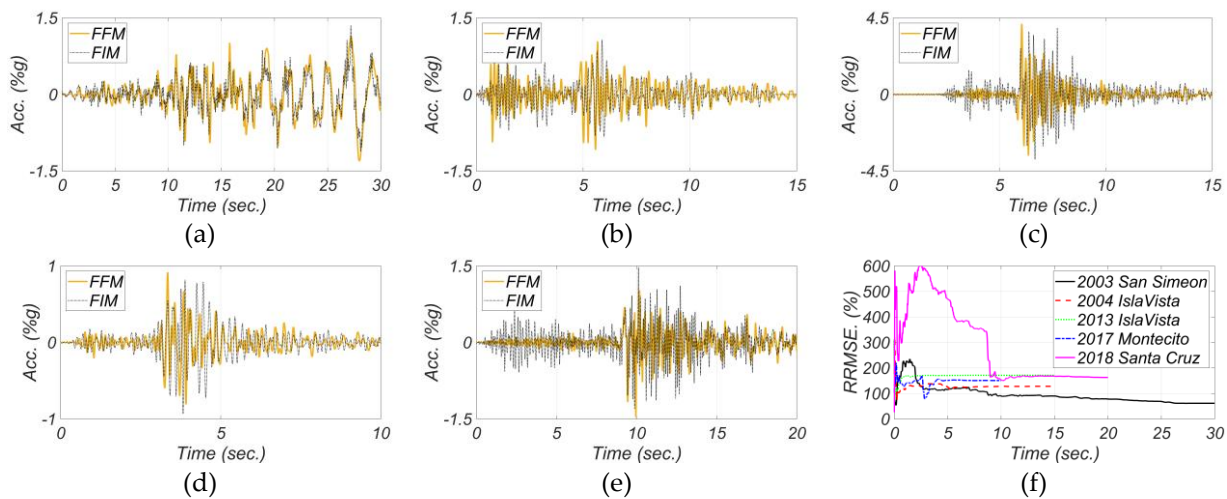 1.5
FFM
FIM
Acc. (%g)
0
-1.5
0 5 10 15 20 25 30
Time (sec.)
(a)
1.5
FFM
FIM
Acc. (%g)
0
-1.5
0 5 10 15
Time (sec.)
(b)
4.5
FFM
FIM
Acc. (%g)
0
-4.5
0 5 10 15
Time (sec.)
(c)
1
FFM
FIM
Acc. (%g)
0
-1
0 5 10
Time (sec.)
(d)
1.5
FFM
FIM
Acc. (%g)
0
-1.5
0 5 10 15 20
Time (sec.)
(e)
600
500
400
300
200
100
0
RRMSE. (%)
2003 San Simeon
2004 IslaVista
2013 IslaVista
2017 Montecito
2018 Santa Cruz
0 5 10 15 20 25 30
Time (sec.)
(f)